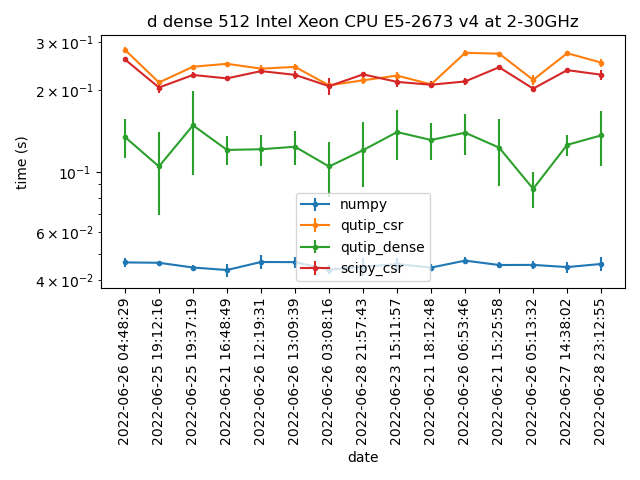 d dense 512 Intel Xeon CPU E5-2673 v4 at 2-30GHz
3 × 10⁻¹
2 × 10⁻¹
10⁻¹
6 × 10⁻²
4 × 10⁻²
time (s)
numpy
qutip_csr
qutip_dense
scipy_csr
2022-06-26 04:48:29
2022-06-25 19:12:16
2022-06-25 19:37:19
2022-06-21 16:48:49
2022-06-26 12:19:31
2022-06-26 13:09:39
2022-06-26 03:08:16
2022-06-28 21:57:43
2022-06-23 15:11:57
2022-06-21 18:12:48
2022-06-26 06:53:46
2022-06-21 15:25:58
2022-06-26 05:13:32
2022-06-27 14:38:02
2022-06-28 23:12:55
date